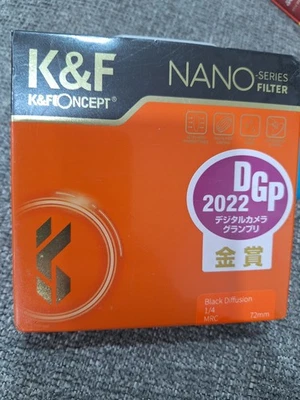 K&F
K&F CONCEPT®
NANO-SERIES
FILTER
DGP
2022
デジタルカメラ
グランプリ
金賞
Black Diffusion
1/4
MRC 72mm